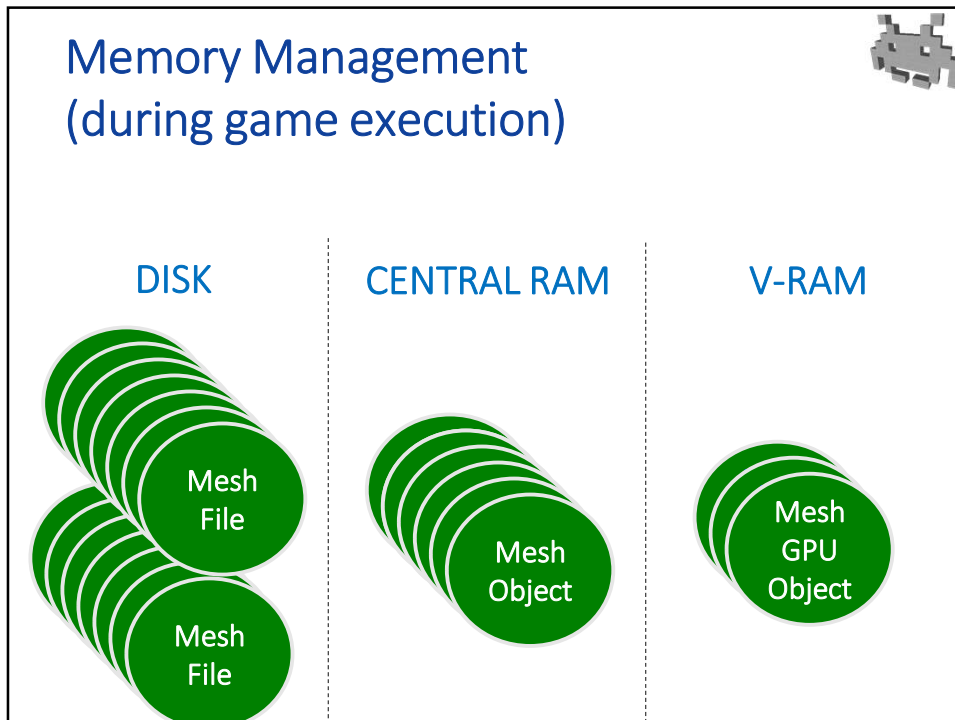 Memory Management
(during game execution)
DISK
CENTRAL RAM
V-RAM
Mesh
File
Mesh
File
Mesh
Object
Mesh
GPU
Object